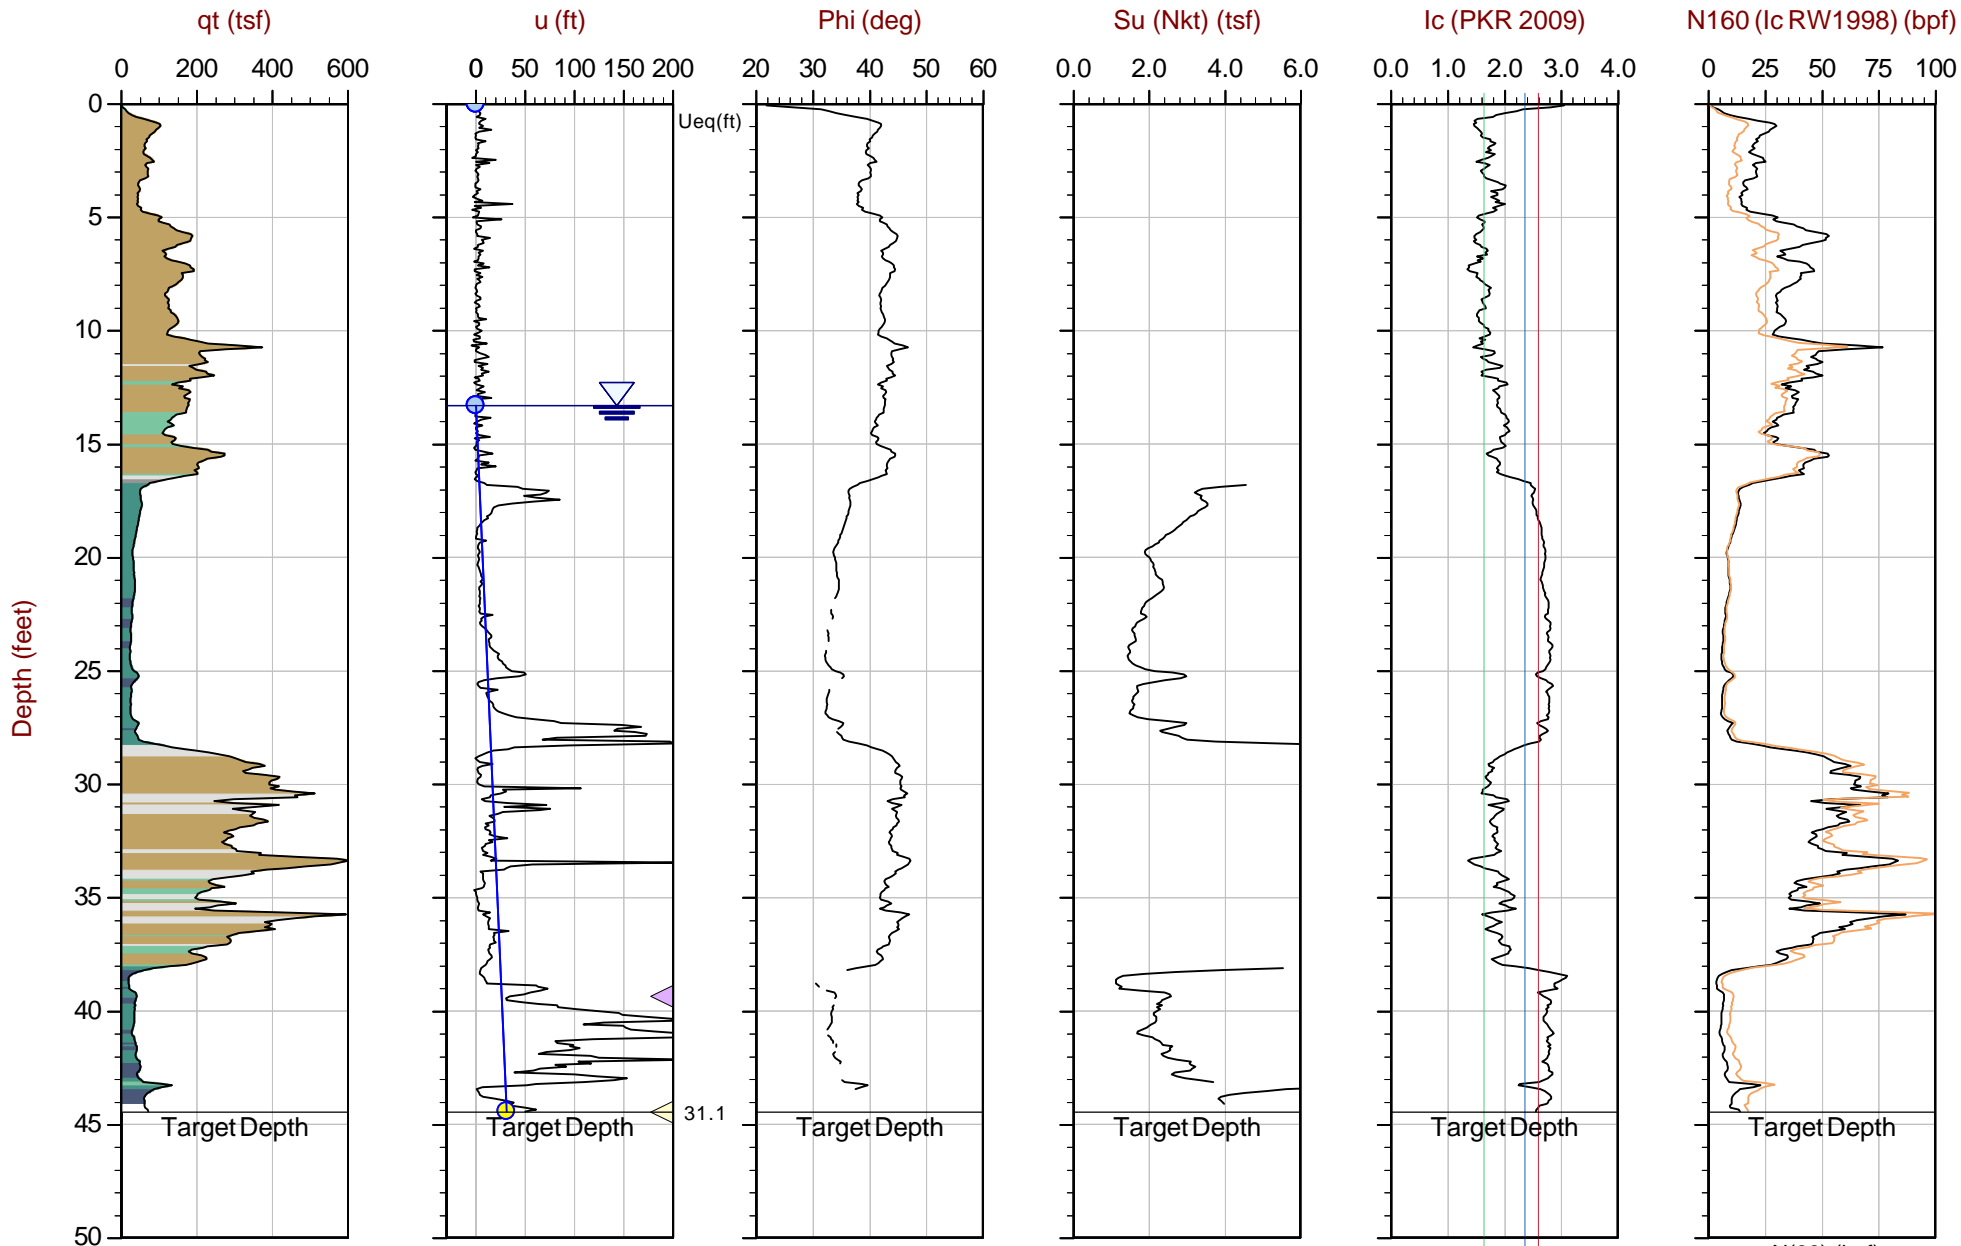 qt (tsf) u (ft) Phi (deg) Su (Nkt) (tsf) Ic (PKR 2009) N160 (Ic RW1998) (bpf)
0 200 400 600 0 50 100 150 200 20 30 40 50 60 0.0 2.0 4.0 6.0 0.0 1.0 2.0 3.0 4.0 0 25 50 75 100
0
Ueq(ft)
5
10
15
20
Depth (feet)
25
30
35
40
31.1
45
Target Depth Target Depth Target Depth Target Depth Target Depth Target Depth
50